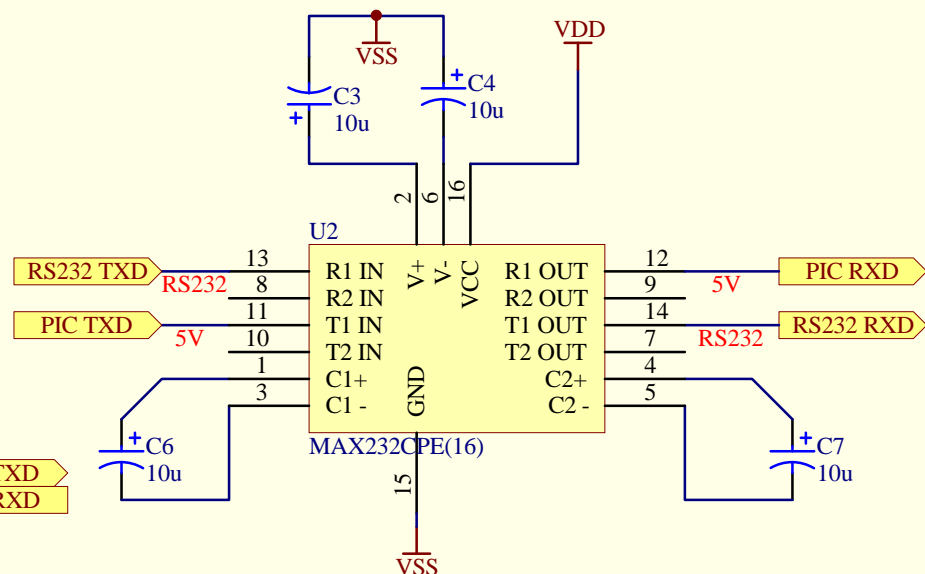 VSS
VDD
+
C4
C3
10u
+
10u
2
6
16
U2
RS232 TXD
13
R1 IN
V+
V-
VCC
R1 OUT
12
PIC RXD
RS232
8
R2 IN
R2 OUT
9
5V
PIC TXD
11
T1 IN
T1 OUT
14
RS232 RXD
5V
10
T2 IN
T2 OUT
7
RS232
1
C1+
GND
C2+
4
3
C1 -
C2 -
5
MAX232CPE(16)
+
C6
10u
+
C7
10u
TXD
RXD
15
VSS